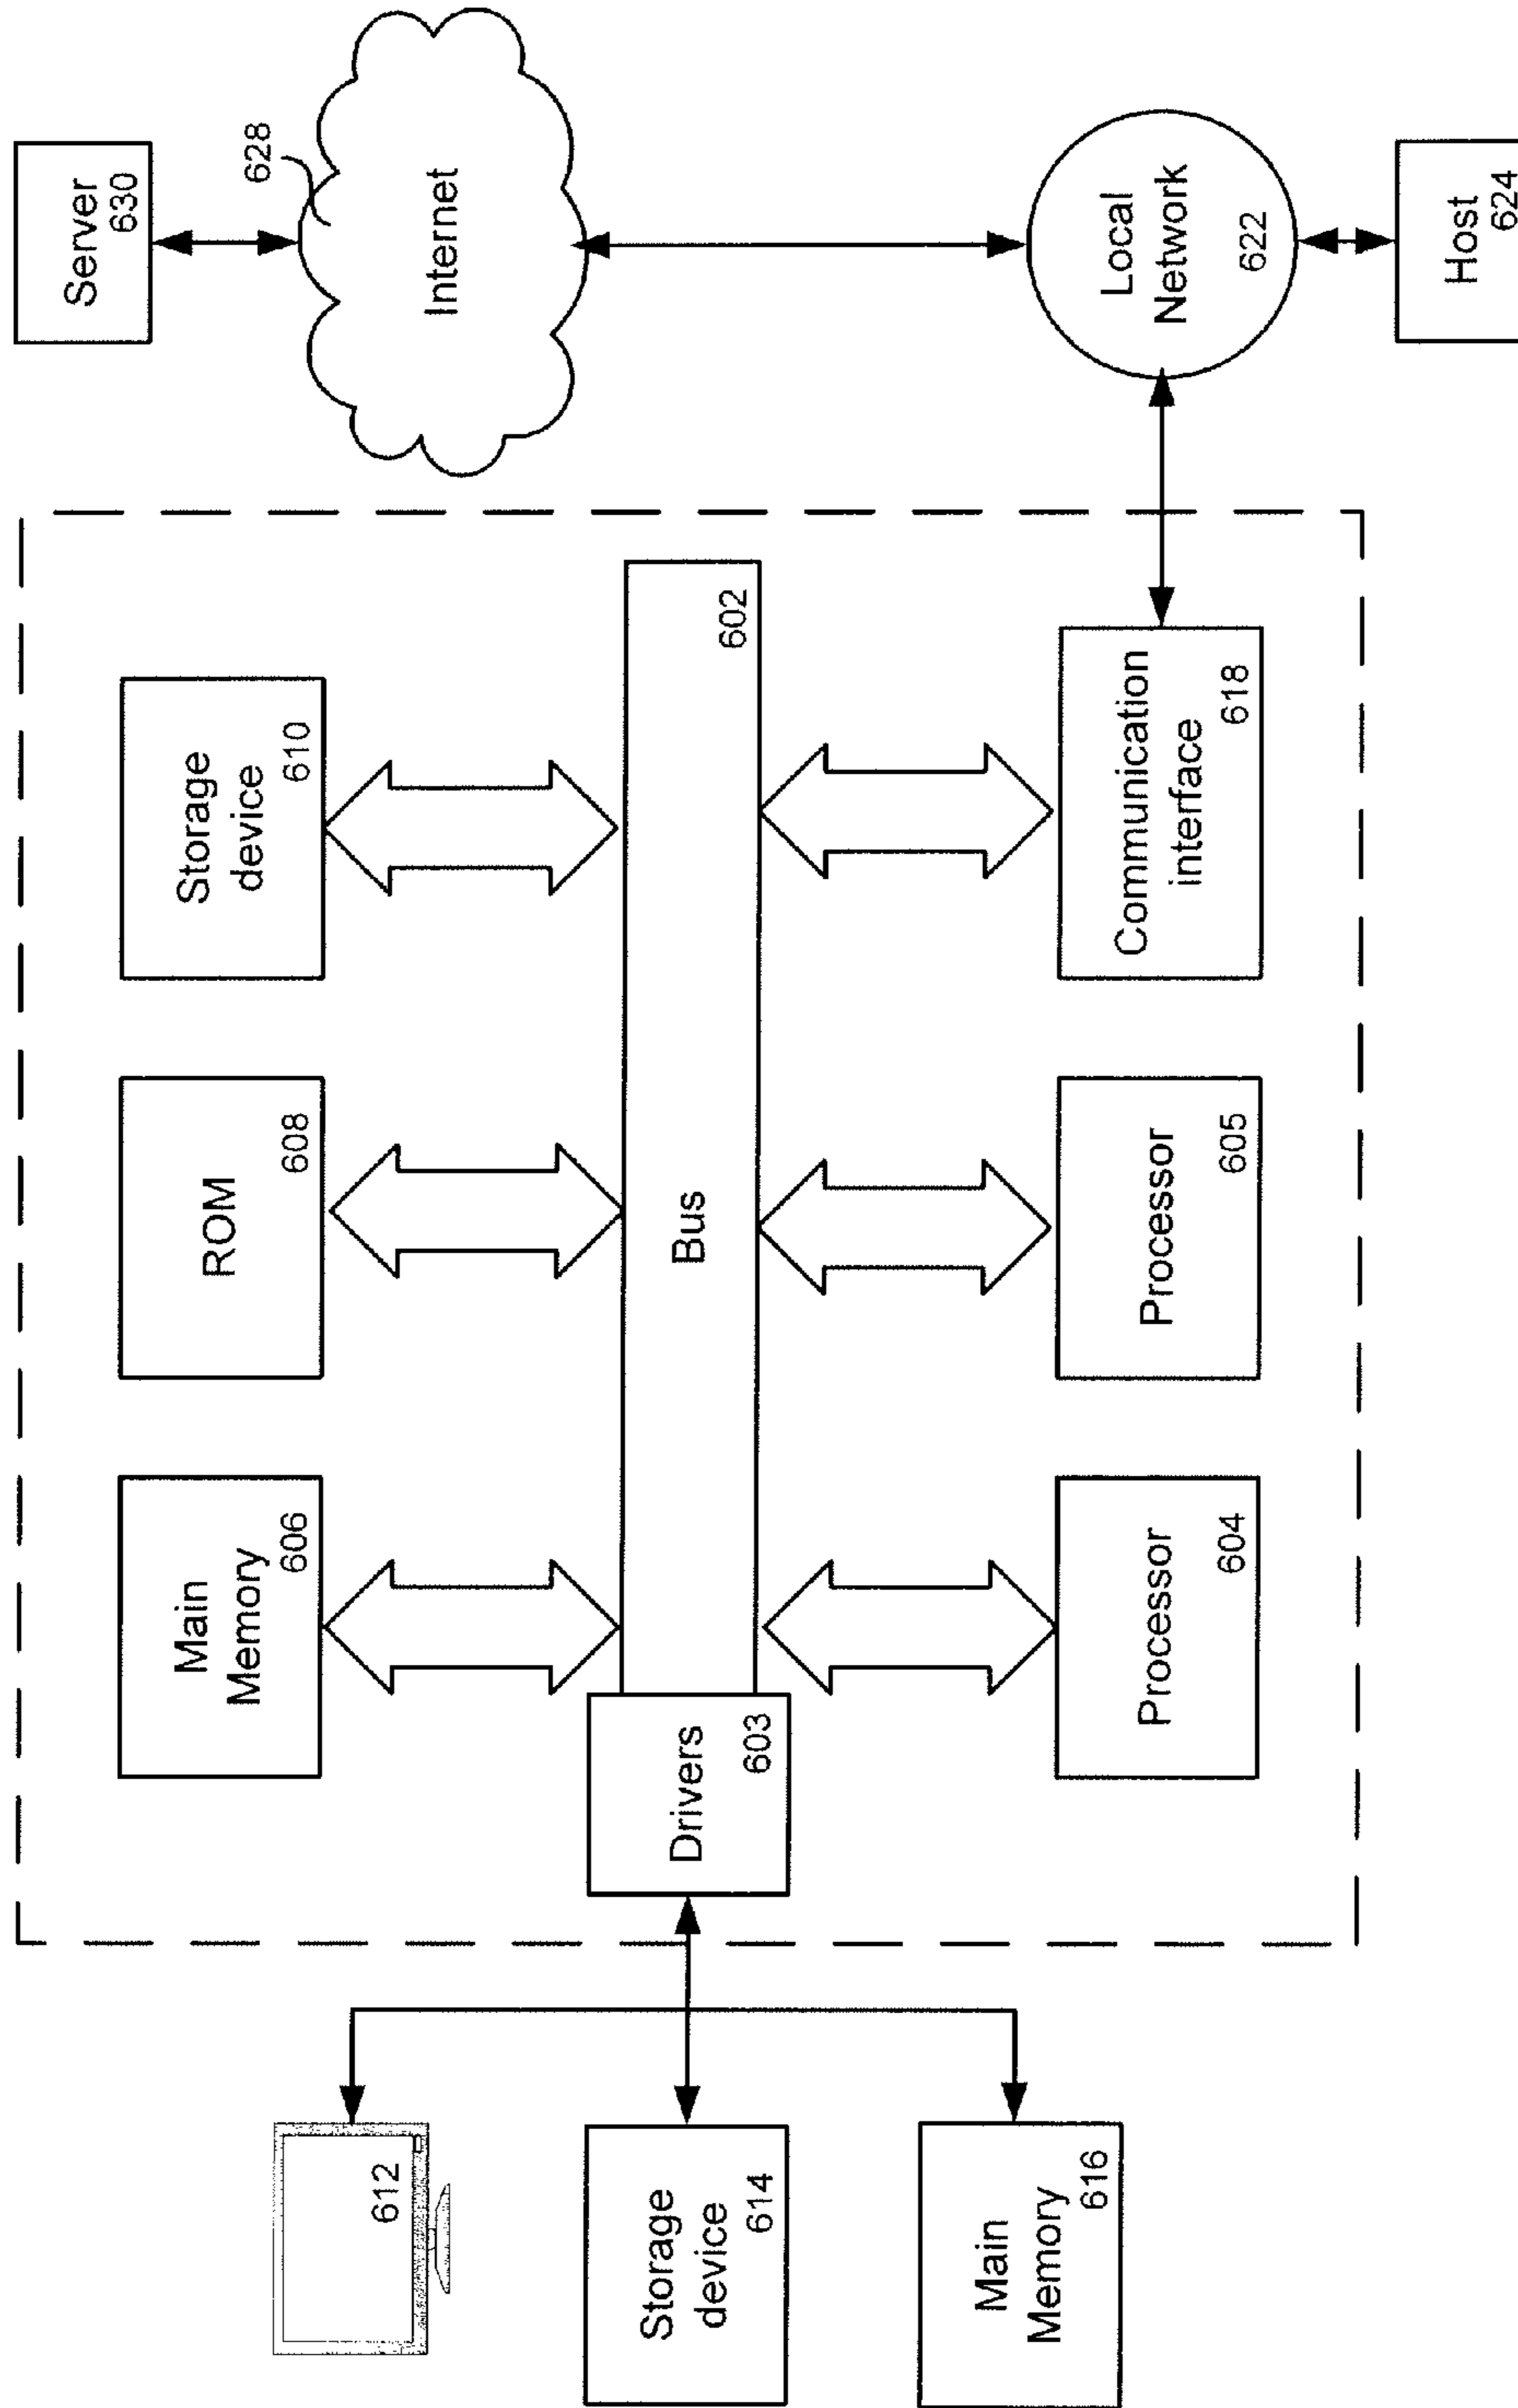 612
Storage
device
614
Main
Memory
616
Drivers
603
Main
Memory
606
ROM
608
Storage
device
610
Bus
602
Processor
604
Processor
605
Communication
interface
618
Server
630
628
Internet
Local
Network
622
Host
624